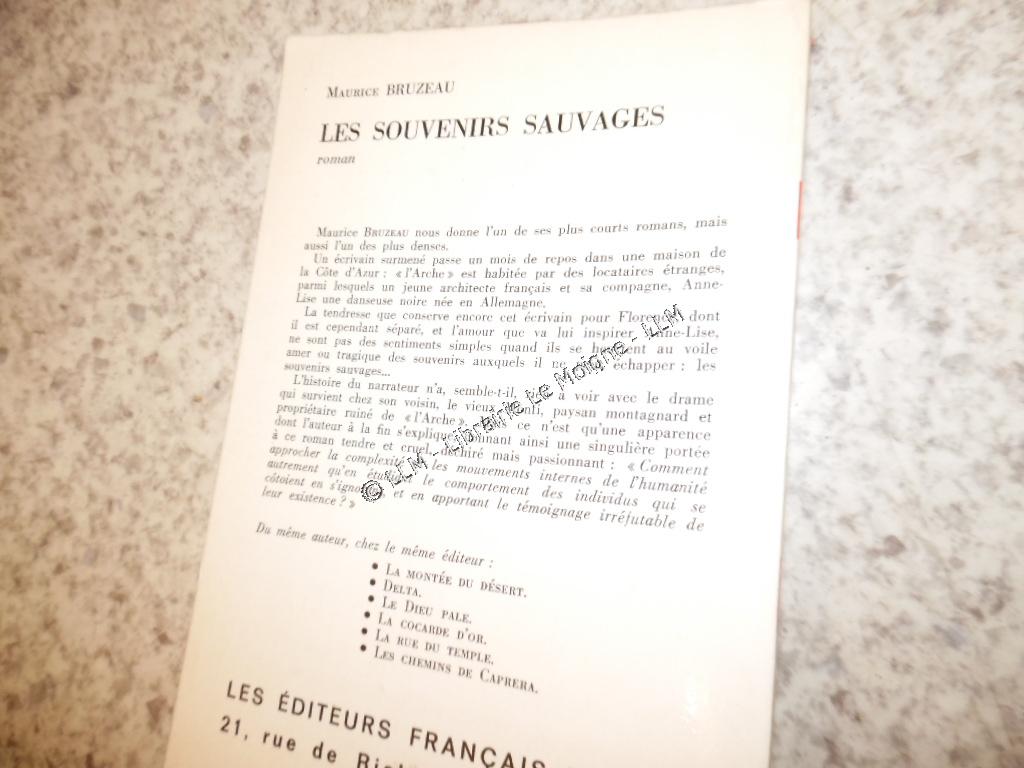 MAURICE BRUZEAU
LES SOUVENIRS SAUVAGES
roman
Maurice BRUZEAU nous donne l'un de ses plus courts romans, mais
aussi l'un des plus denses.
Un écrivain surmené passe un mois de repos dans une maison de
la Côte d'Azur : « l'Arche » est habitée par des locataires étranges,
parmi lesquels un jeune architecte français et sa compagne, Anne-
Lise une danseuse noire née en Allemagne.
La tendresse que conserve encore cet écrivain pour Florence, dont
il est cependant séparé, et l'amour que va lui inspirer Anne-Lise,
ne sont pas des sentiments simples quand ils se heurtent au voile
amer ou tragique des souvenirs auxquels il ne échapper : les
souvenirs sauvages...
L'histoire du narrateur n'a, semble-t-il, rien à voir avec le drame
qui survient chez son voisin, le vieux paysan montagnard et
propriétaire ruiné de « l'Arche ». ce n'est qu'une apparence
dont l'auteur à la fin s'explique, donnant ainsi une singulière portée
à ce roman tendre et cruel, déchiré mais passionnant : « Comment
approcher la complexité les mouvements internes de l'humanité
autrement qu'en étudiant le comportement des individus qui se
côtoient en s'ignorant et en apportant le témoignage irréfutable de
leur existence ? »
Du même auteur, chez le même éditeur :
• LA MONTÉE DU DÉSERT.
• DELTA.
• LE DIEU PALE.
• LA COCARDE D'OR.
• LA RUE DU TEMPLE.
• LES CHEMINS DE CAPRERA.
LES ÉDITEURS FRANÇAIS
21, rue de
© LLM - Librairie Le Moigne - LLM